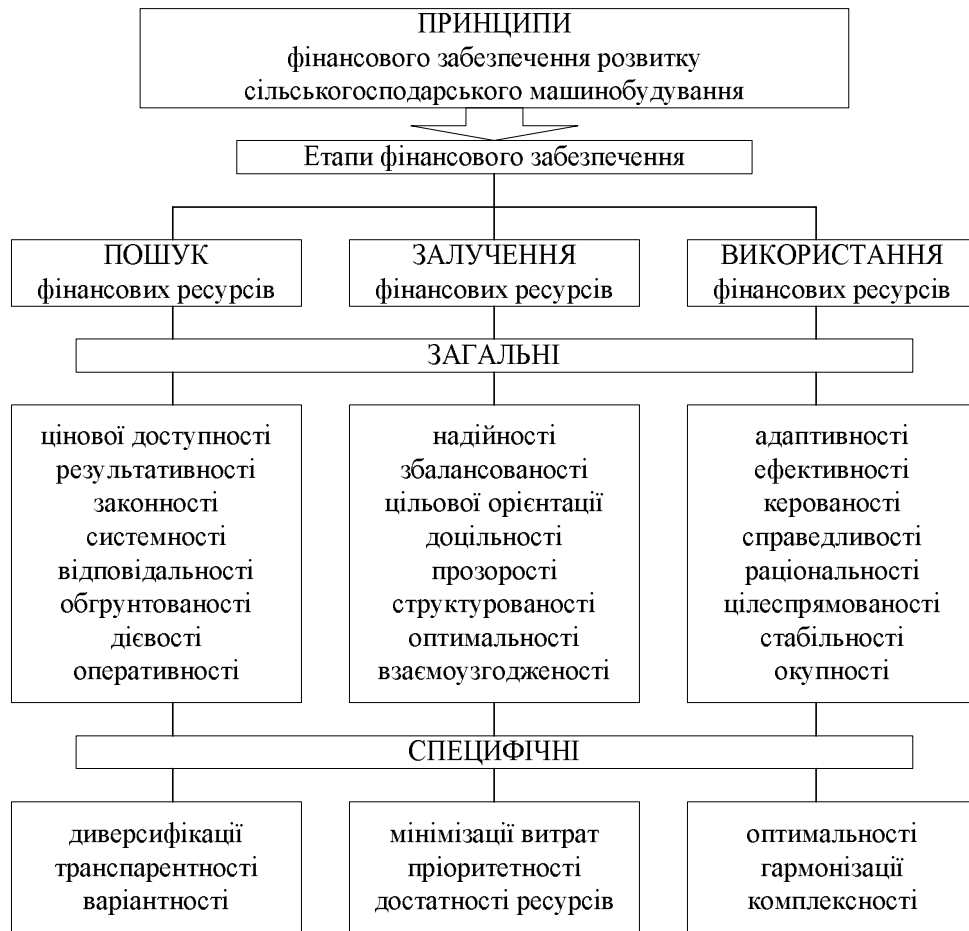 ПРИНЦИПИ
фінансового забезпечення розвитку
сільськогосподарського машинобудування
Етапи фінансового забезпечення
ПОШУК
фінансових ресурсів
ЗАЛУЧЕННЯ
фінансових ресурсів
ВИКОРИСТАННЯ
фінансових ресурсів
ЗАГАЛЬНІ
цінової доступності
результативності
законності
системності
відповідальності
обгрунтованості
дієвості
оперативності
надійності
збалансованості
цільової орієнтації
доцільності
прозорості
структурованості
оптимальності
взаємоузгодженості
адаптивності
ефективності
керованості
справедливості
раціональності
цілеспрямованості
стабільності
окупності
СПЕЦИФІЧНІ
диверсифікації
транспарентності
варіантності
мінімізації витрат
пріоритетності
достатності ресурсів
оптимальності
гармонізації
комплексності